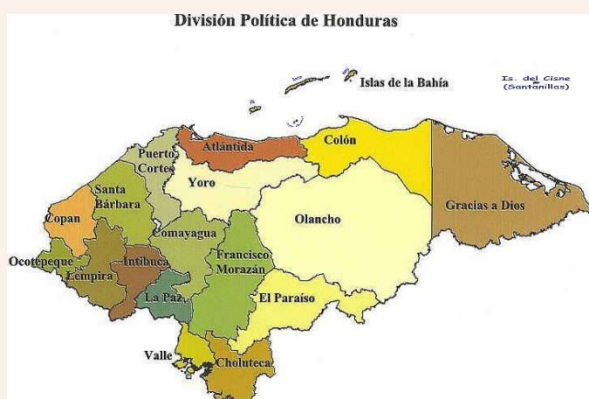 División Política de Honduras
Islas de la Bahía
Is. del Cisne
(Santanillas)
Atlántida
Colón
Puerto
Cortes
Yoro
Santa
Bárbara
Olancho
Gracias a Dios
Copan
Comayagua
Ocotepeque
Lempira
Intibuca
Francisco
Morazán
La Paz
El Paraíso
Valle
Choluteca